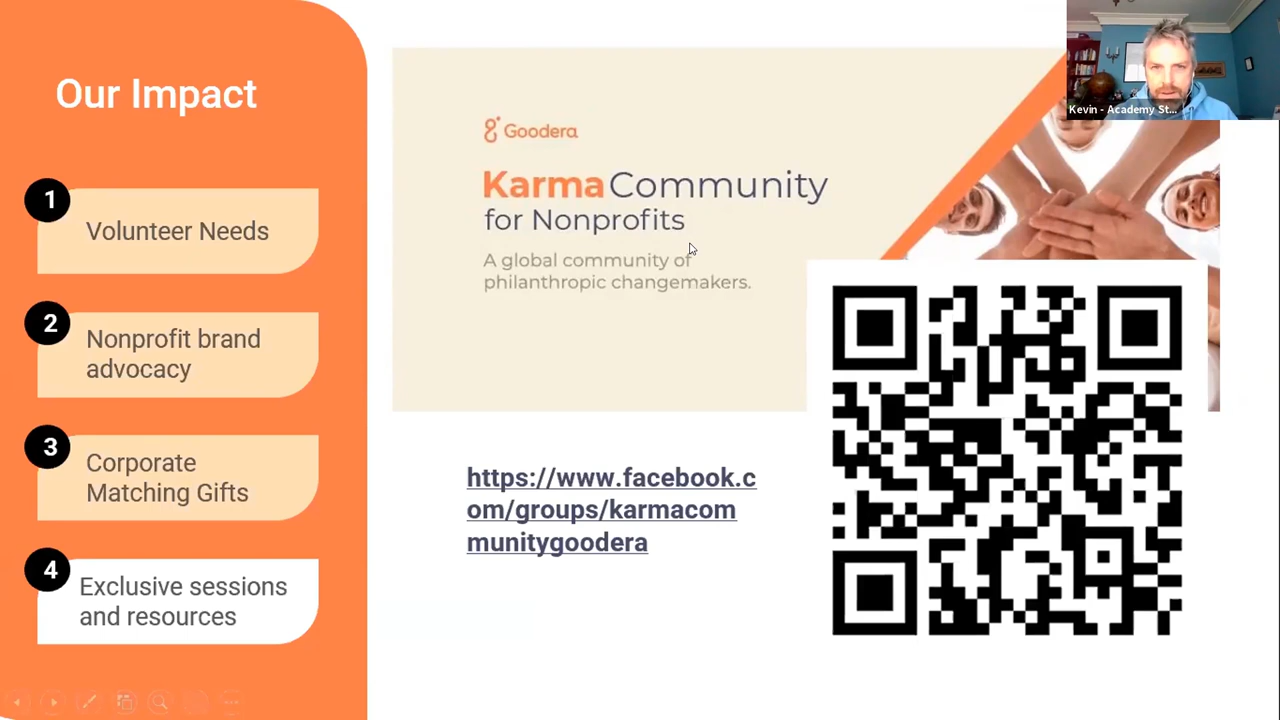 Our Impact
1
Volunteer Needs
2
Nonprofit brand
advocacy
3
Corporate
Matching Gifts
4
Exclusive sessions
and resources
Goodera
Karma Community
for Nonprofits
A global community of
philanthropic changemakers.
https://www.facebook.c
om/groups/karmacom
munitygoodera
Kevin - Academy St...